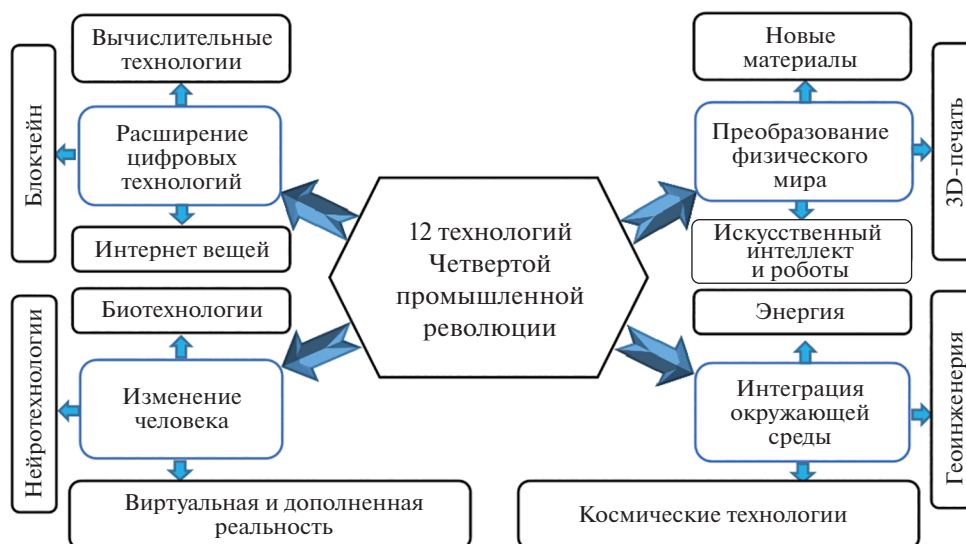 Вычислительные
технологии
Блокчейн
Расширение
цифровых
технологий
Интернет вещей
Новые
материалы
Преобразование
физического
мира
3D-печать
Искусственный
интеллект
и роботы
12 технологий
Четвертой
промышленной
революции
Биотехнологии
Нейротехнологии
Изменение
человека
Виртуальная и дополненная
реальность
Энергия
Интеграция
окружающей
среды
Геоинженерия
Космические технологии